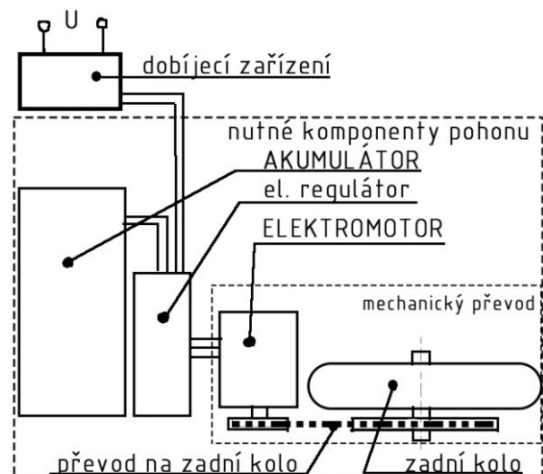 U
dobíjecí zařízení
nutné komponenty pohonu
AKUMULÁTOR
el. regulátor
ELEKTROMOTOR
mechanický převod
převod na zadní kolo
zadní kolo